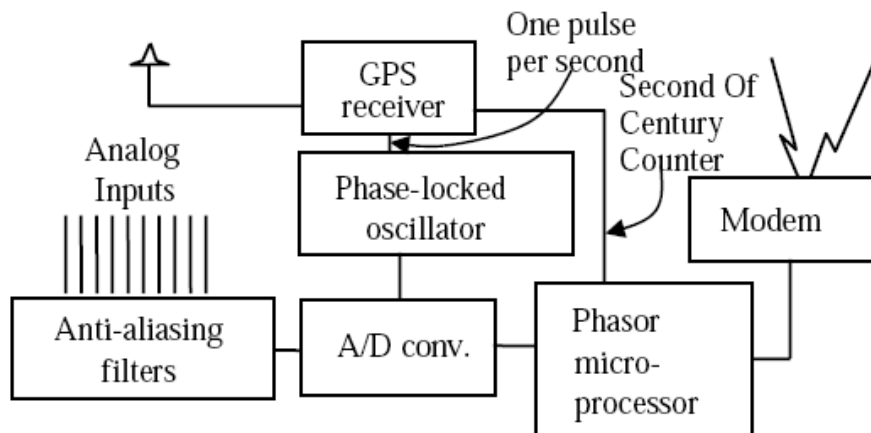 One pulse
per second
GPS
receiver
Second Of
Century
Counter
Analog
Inputs
Phase-locked
oscillator
Modem
Anti-aliasing
filters
A/D conv.
Phasor
micro-
processor